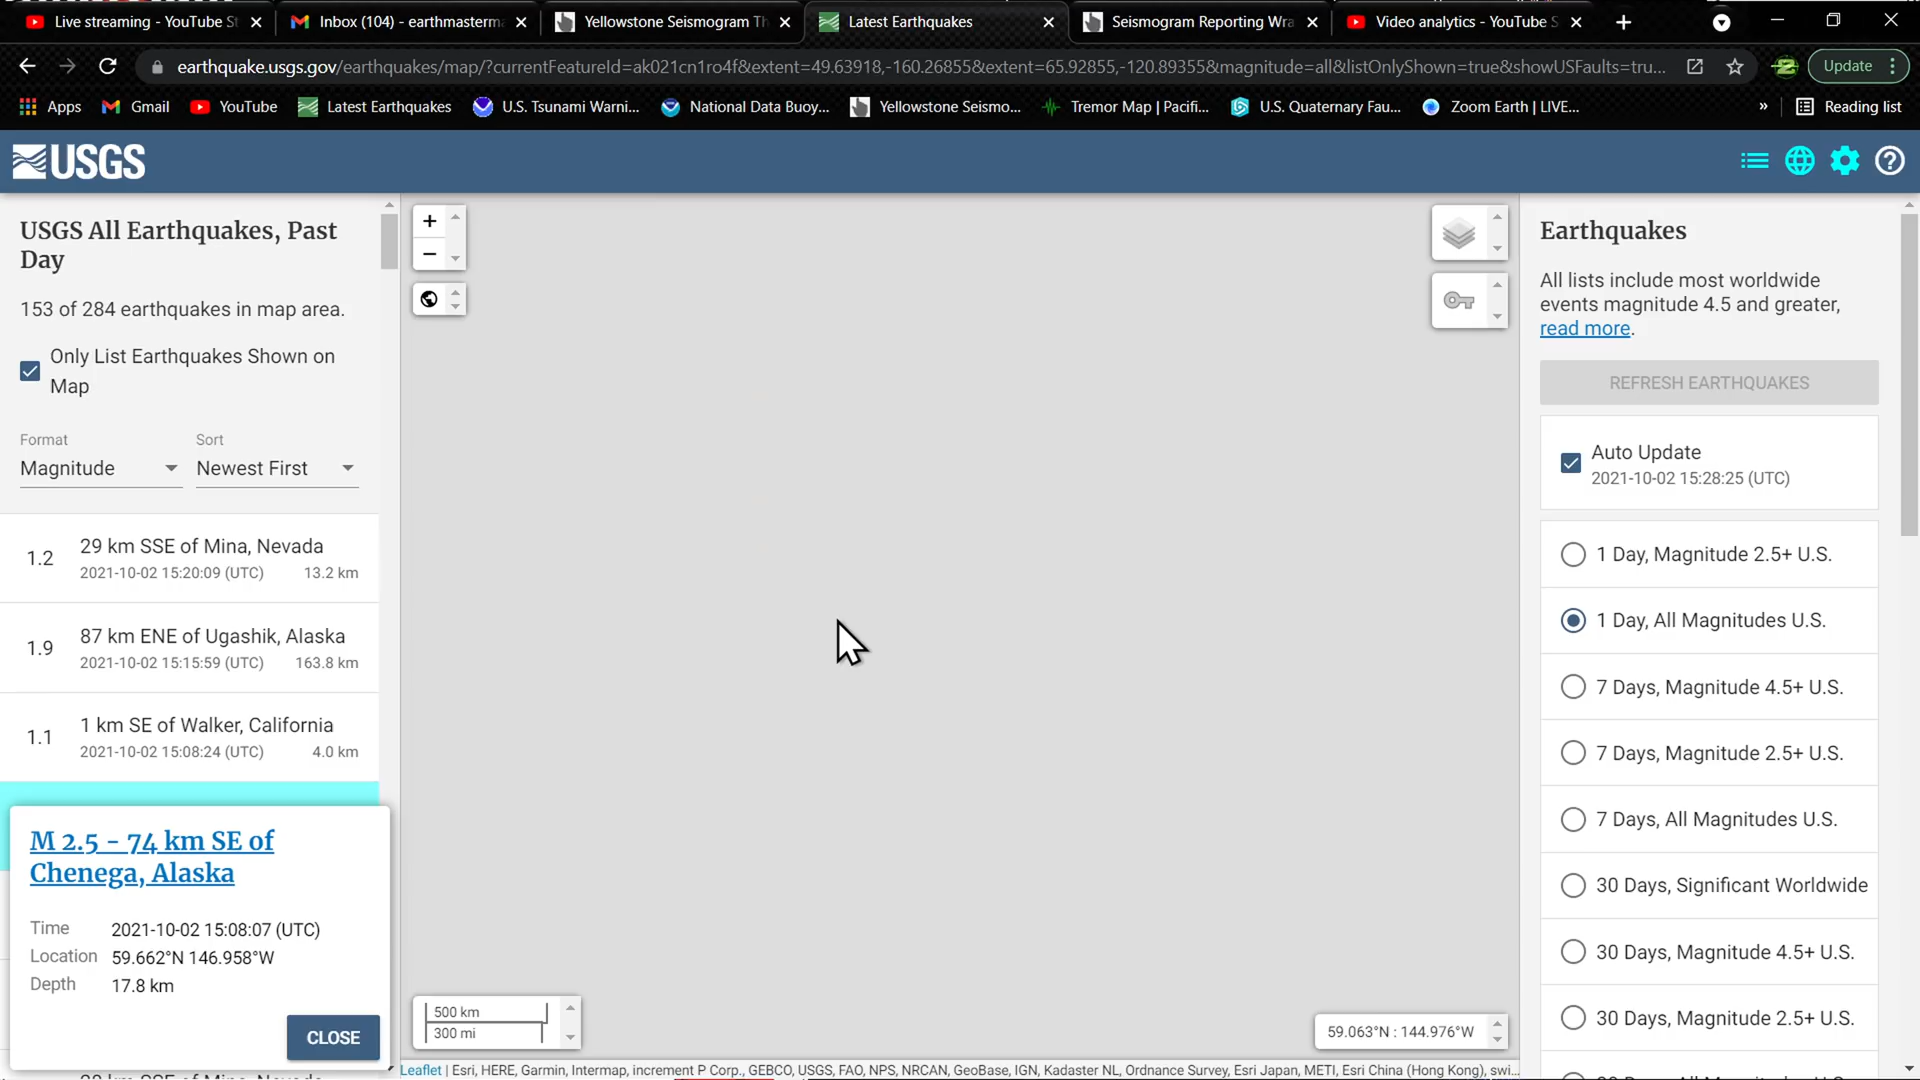 Live streaming - YouTube St
Inbox (104) - earthmasterma
Yellowstone Seismogram Th
Latest Earthquakes
Seismogram Reporting Wra
Video analytics - YouTube S
earthquake.usgs.gov/earthquakes/map/?currentFeatureId=ak021cn1ro4f&extent=49.63918,-160.26855&extent=65.92855,-120.89355&magnitude=all&listOnlyShown=true&showUSFaults=tru...
Update
Apps
Gmail
YouTube
Latest Earthquakes
U.S. Tsunami Warni...
National Data Buoy...
Yellowstone Seismo...
Tremor Map | Pacifi...
U.S. Quaternary Fau...
Zoom Earth | LIVE...
»
Reading list
USGS
USGS All Earthquakes, Past
Day
153 of 284 earthquakes in map area.
Only List Earthquakes Shown on
Map
Format
Sort
Magnitude
Newest First
1.2
29 km SSE of Mina, Nevada
2021-10-02 15:20:09 (UTC) 13.2 km
1.9
87 km ENE of Ugashik, Alaska
2021-10-02 15:15:59 (UTC) 163.8 km
1.1
1 km SE of Walker, California
2021-10-02 15:08:24 (UTC) 4.0 km
M 2.5 - 74 km SE of
Chenega, Alaska
Time 2021-10-02 15:08:07 (UTC)
Location 59.662°N 146.958°W
Depth 17.8 km
CLOSE
+
−
500 km
300 mi
59.063°N : 144.976°W
Leaflet | Esri, HERE, Garmin, Intermap, increment P Corp., GEBCO, USGS, FAO, NPS, NRCAN, GeoBase, IGN, Kadaster NL, Ordnance Survey, Esri Japan, METI, Esri China (Hong Kong), swi...
Earthquakes
All lists include most worldwide
events magnitude 4.5 and greater,
read more.
REFRESH EARTHQUAKES
Auto Update
2021-10-02 15:28:25 (UTC)
1 Day, Magnitude 2.5+ U.S.
1 Day, All Magnitudes U.S.
7 Days, Magnitude 4.5+ U.S.
7 Days, Magnitude 2.5+ U.S.
7 Days, All Magnitudes U.S.
30 Days, Significant Worldwide
30 Days, Magnitude 4.5+ U.S.
30 Days, Magnitude 2.5+ U.S.